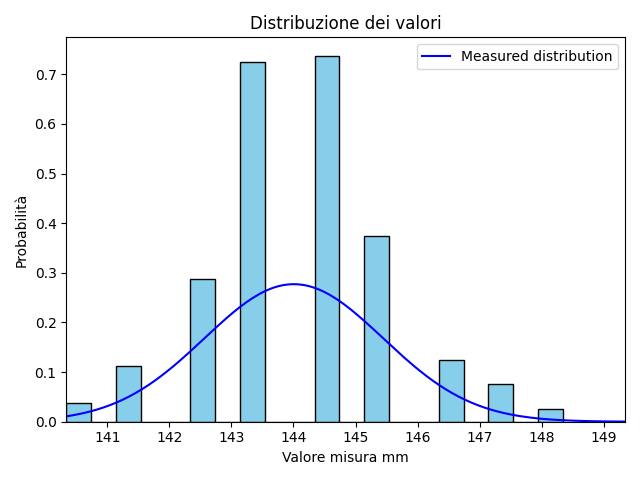 Distribuzione dei valori
Measured distribution
Probabilità
0.7
0.6
0.5
0.4
0.3
0.2
0.1
0.0
141 142 143 144 145 146 147 148 149
Valore misura mm